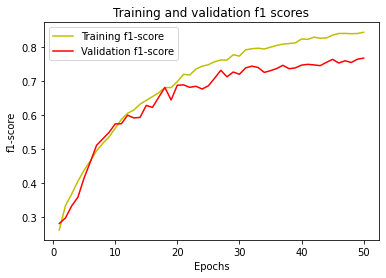 Training and validation f1 scores
Training f1-score
Validation f1-score
f1-score
0.8
0.7
0.6
0.5
0.4
0.3
0 10 20 30 40 50
Epochs